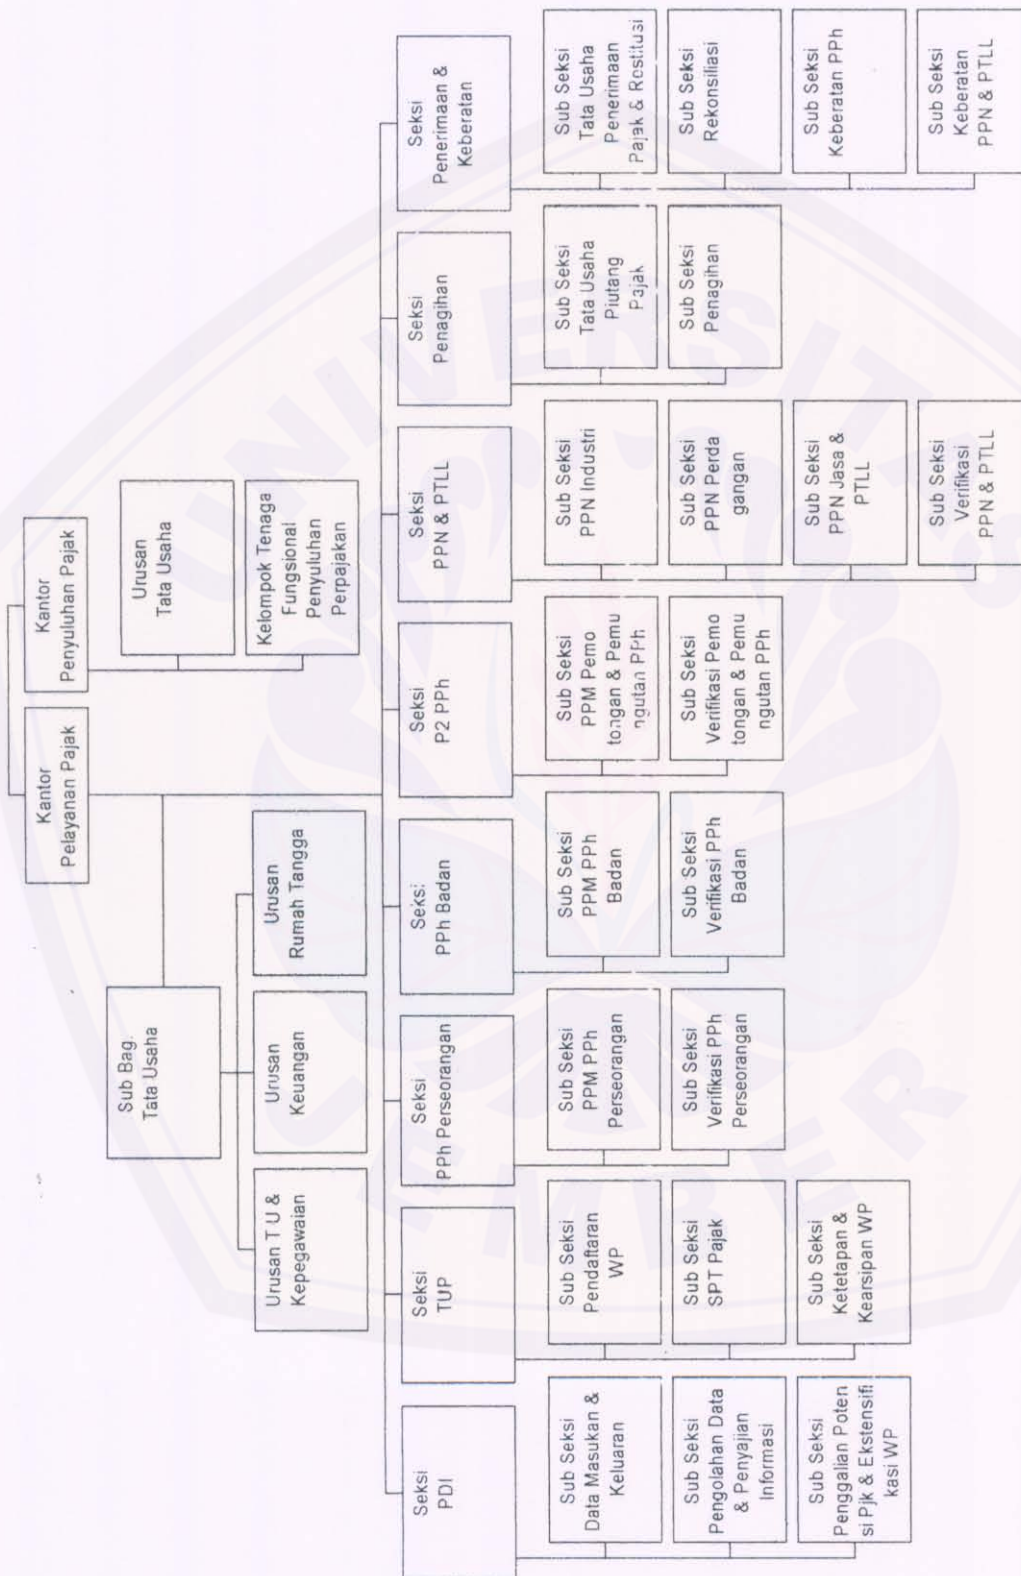 Kantor
Pelayanan Pajak
Kantor
Penyuluhan Pajak
Sub Bag.
Tata Usaha
Urusan
Tata Usaha
Kelompok Tenaga
Fungsional
Penyuluhan
Perpajakan
Urusan T U &
Kepegawaian
Urusan
Keuangan
Urusan
Rumah Tangga
Seksi
PDI
Sub Seksi
Data Masukan &
Keluaran
Sub Seksi
Pengolahan Data
& Penyajian
Informasi
Sub Seksi
Penggalian Poten
si Pjk & Ekstensifi
kasi WP
Seksi
TUP
Sub Seksi
Pendaftaran
WP
Sub Seksi
SPT Pajak
Sub Seksi
Ketetapan &
Kearsipan WP
Seksi
PPh Perseorangan
Sub Seksi
PPM PPh
Perseorangan
Sub Seksi
Verifikasi PPh
Perseorangan
Seksi
PPh Badan
Sub Seksi
PPM PPh
Badan
Sub Seksi
Verifikasi PPh
Badan
Seksi
P2 PPh
Sub Seksi
PPM Pemo
tongan & Pemu
ngutan PPh
Sub Seksi
Verifikasi Pemo
tongan & Pemu
ngutan PPh
Seksi
PPN & PTLL
Sub Seksi
PPN Industri
Sub Seksi
PPN Perda
gangan
Sub Seksi
PPN Jasa &
PTLL
Sub Seksi
Verifikasi
PPN & PTLL
Seksi
Penagihan
Sub Seksi
Tata Usaha
Piutang
Pajak
Sub Seksi
Penagihan
Seksi
Penerimaan &
Keberatan
Sub Seksi
Tata Usaha
Penerimaan
Pajak & Restitusi
Sub Seksi
Rekonsiliasi
Sub Seksi
Keberatan PPh
Sub Seksi
Keberatan
PPN & PTLL
UNIVERSITAS
JEMBER